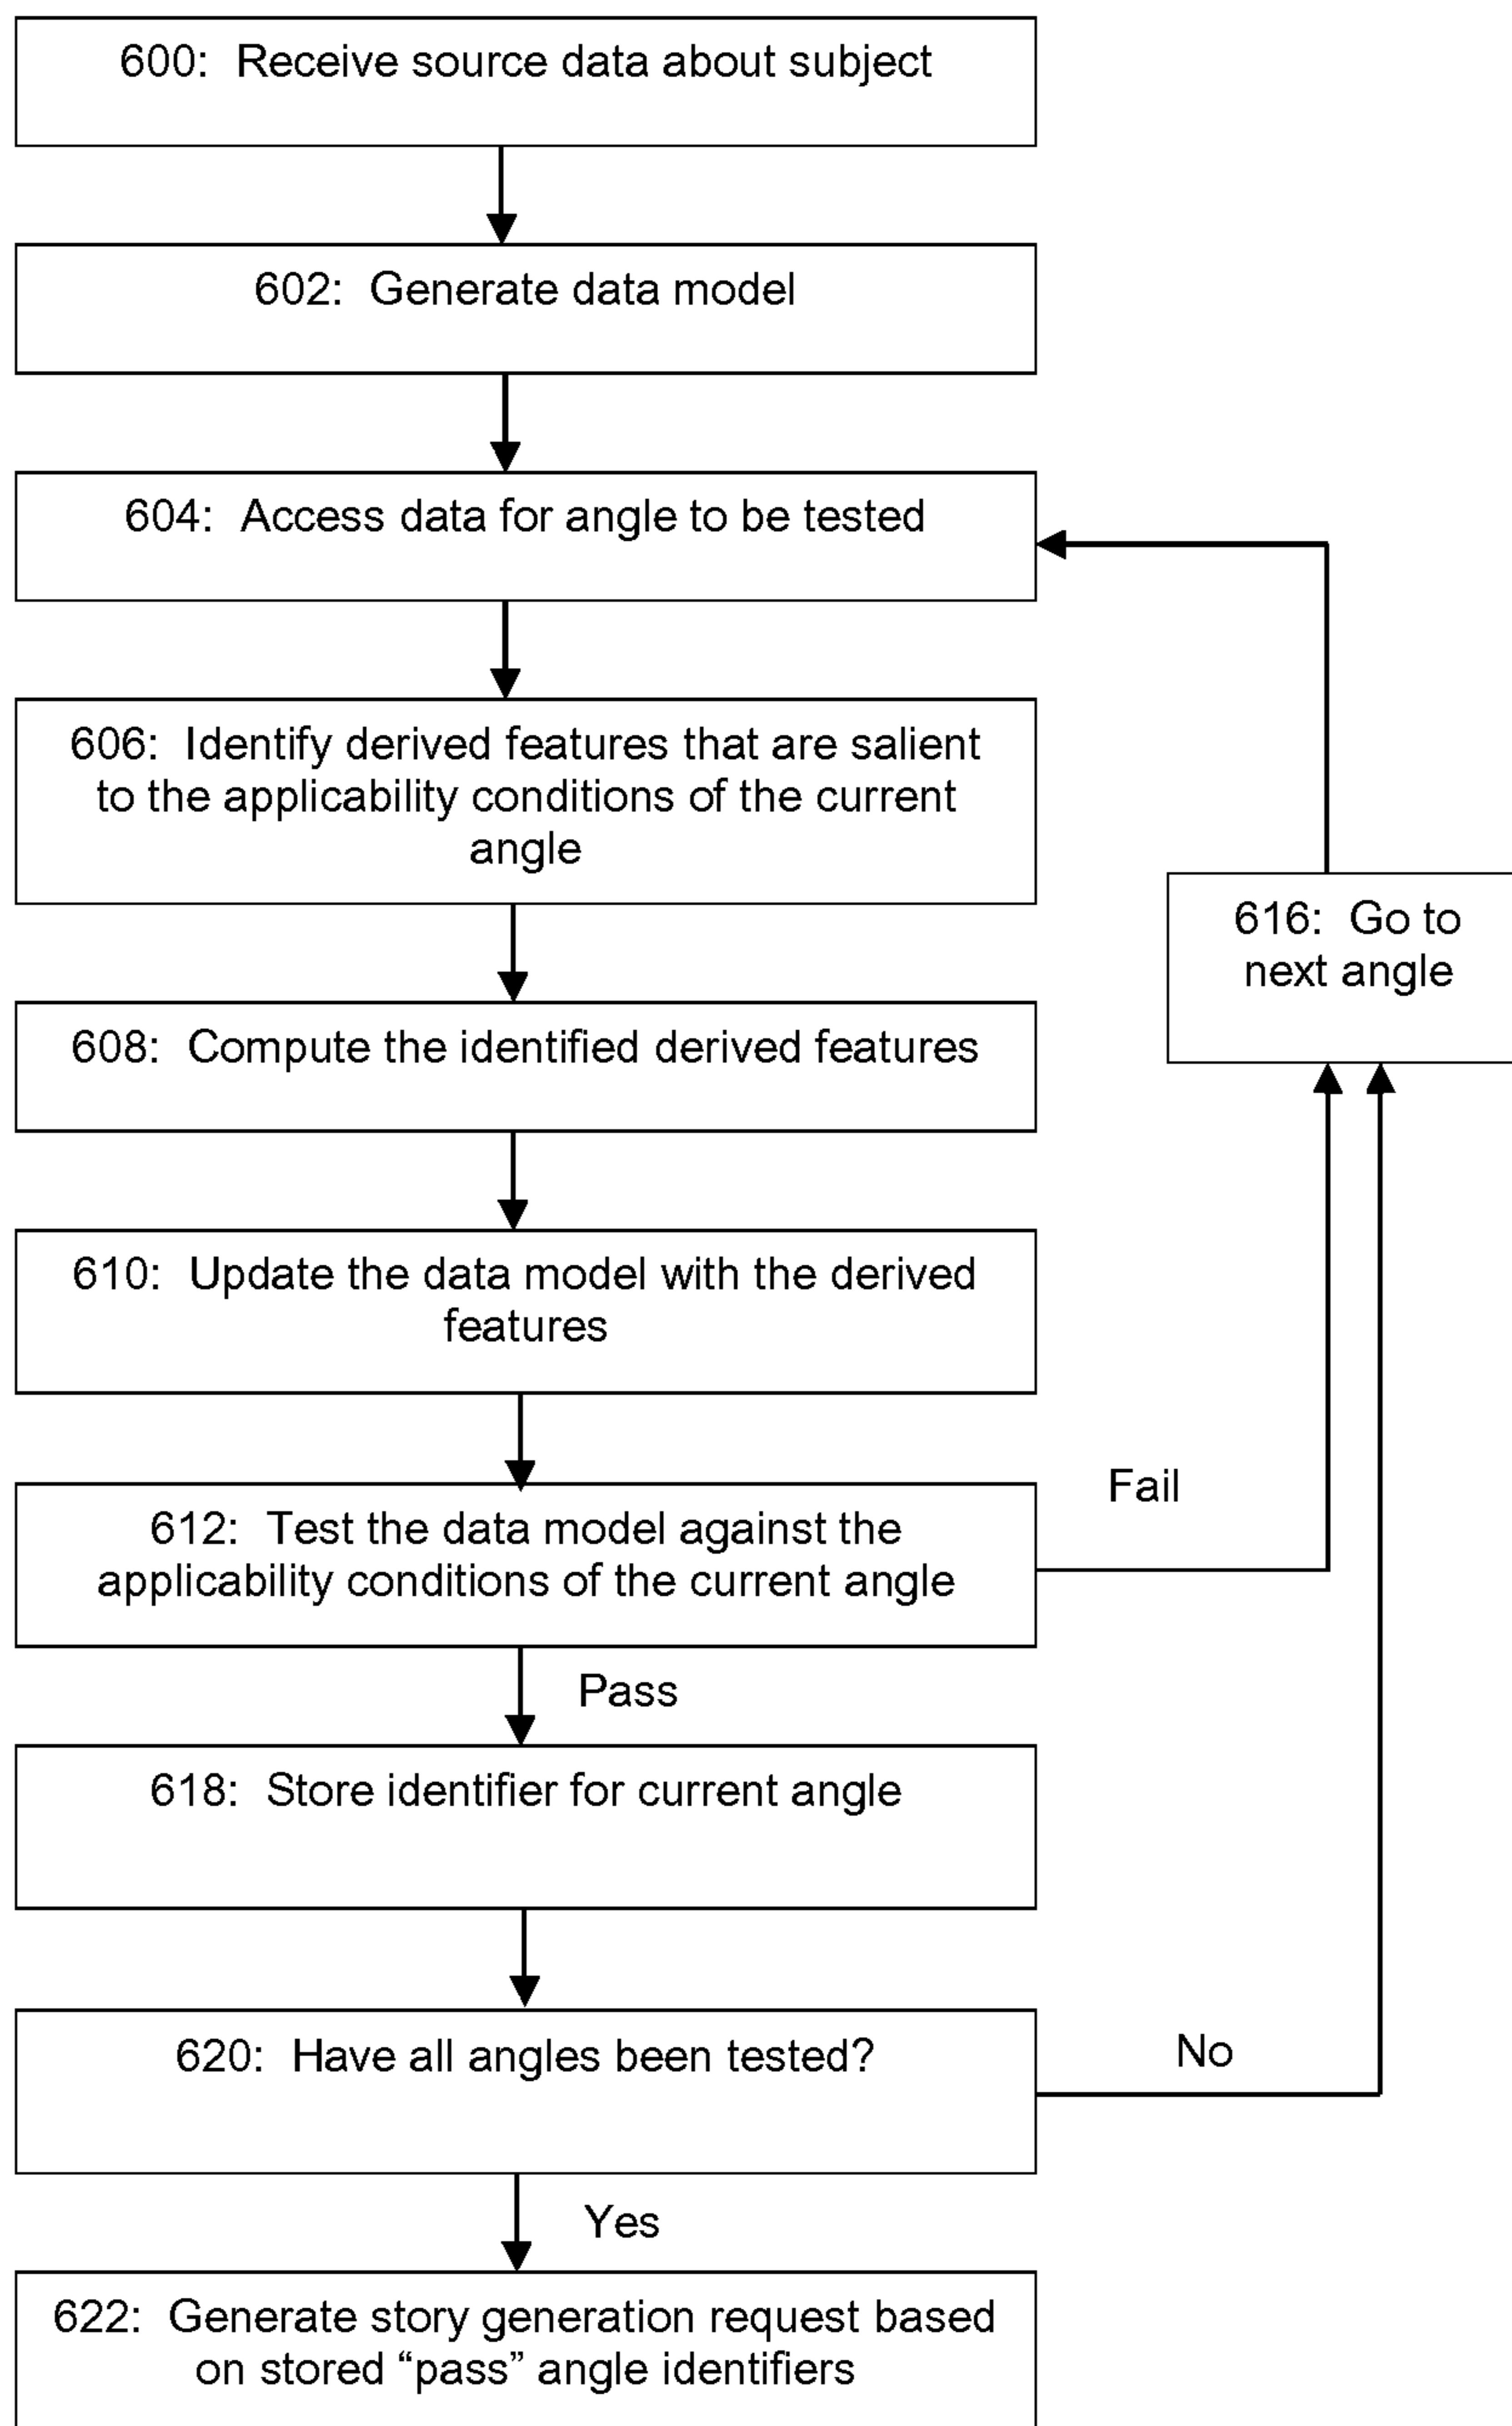 600: Receive source data about subject
602: Generate data model
604: Access data for angle to be tested
606: Identify derived features that are salient
to the applicability conditions of the current
angle
616: Go to
next angle
608: Compute the identified derived features
610: Update the data model with the derived
features
Fail
612: Test the data model against the
applicability conditions of the current angle
Pass
618: Store identifier for current angle
620: Have all angles been tested?
No
Yes
622: Generate story generation request based
on stored “pass” angle identifiers